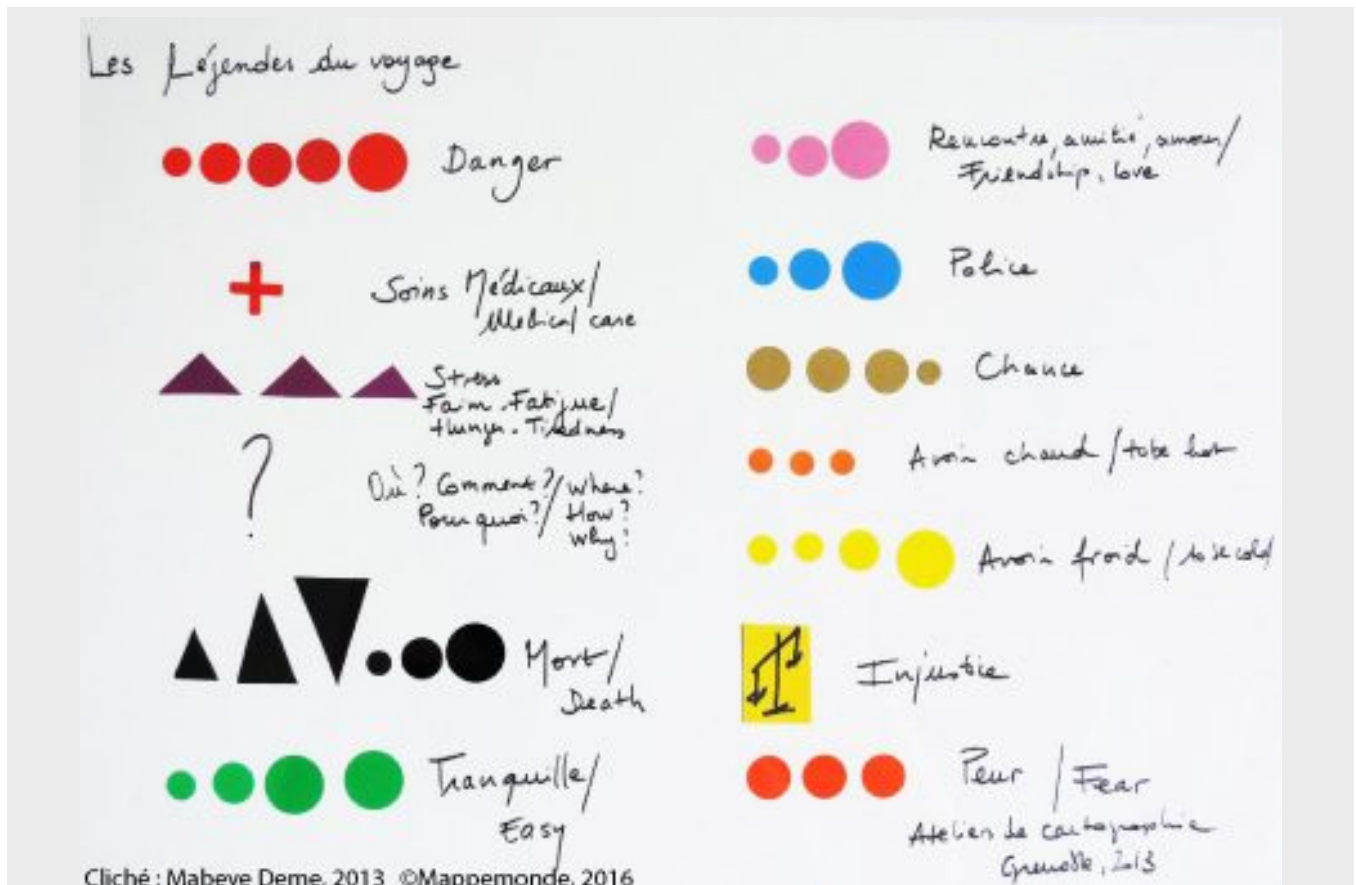 Les Légendes du voyage
Danger
Soins Médicaux/
Medical care
Stress
Faim. Fatigue/
Hunger. Tiredness
?
Où? Comment?/ Where?
Pourquoi?/ How?
Why?
Mort/
Death
Tranquille/
Easy
Rencontre, amitié, amour/
Friendship, love
Police
Chance
Avoir chaud / to be hot
Avoir froid / to be cold/
Injustice
Peur / Fear
Atelier de cartographie
Grenoble, 2013
Cliché : Mabeye Deme, 2013 ©Mappemonde, 2016